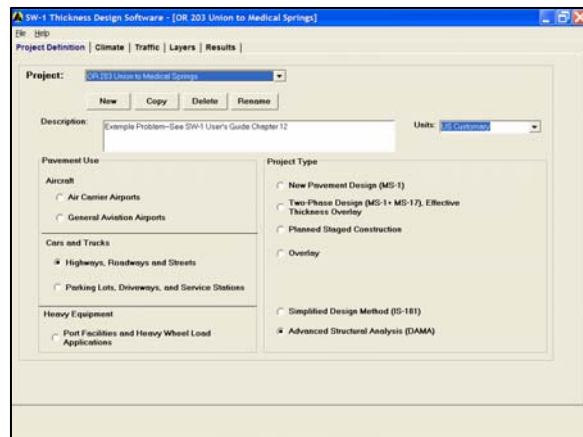 SW-1 Thickness Design Software - [OR 203 Union to Medical Springs]
File Help
Project Definition Climate Traffic Layers Results
Project: OR 203 Union to Medical Springs
New Copy Delete Rename
Description: Example Problem--See SW-1 User's Guide Chapter 12 Units: US Customary
Pavement Use
Aircraft
Air Carrier Airports
General Aviation Airports
Cars and Trucks
Highways, Roadways and Streets
Parking Lots, Driveways, and Service Stations
Heavy Equipment
Port Facilities and Heavy Wheel Load
Applications
Project Type
New Pavement Design (MS-1)
Two-Phase Design (MS-1+ MS-17), Effective
Thickness Overlay
Planned Staged Construction
Overlay
Simplified Design Method (IS-181)
Advanced Structural Analysis (DAMA)